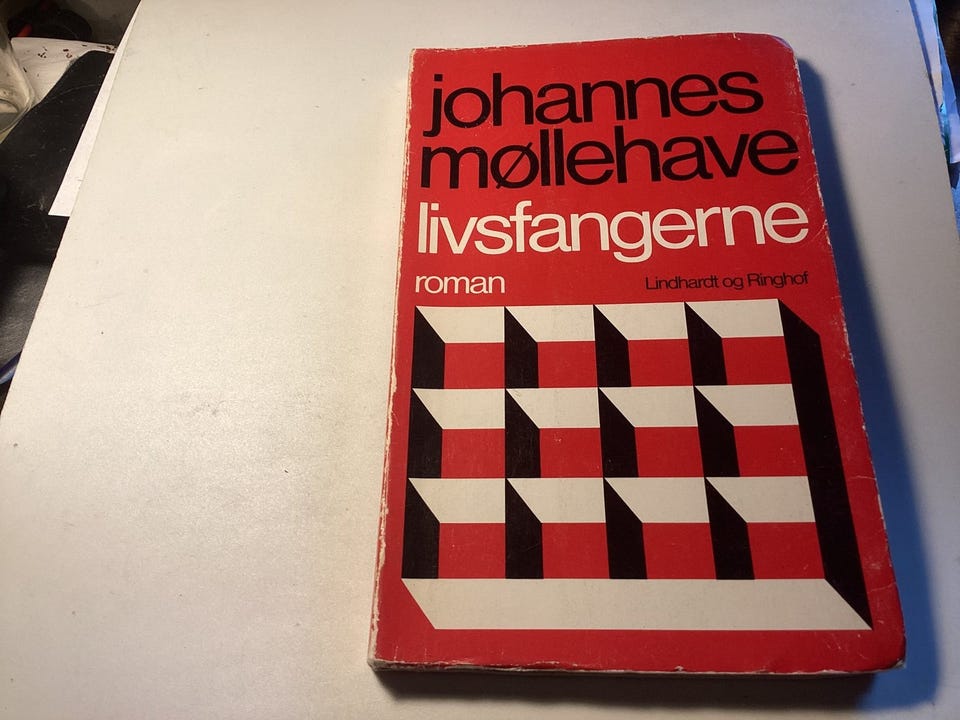 johannes
møllehave
livsfangerne
roman
Lindhardt og Ringhof